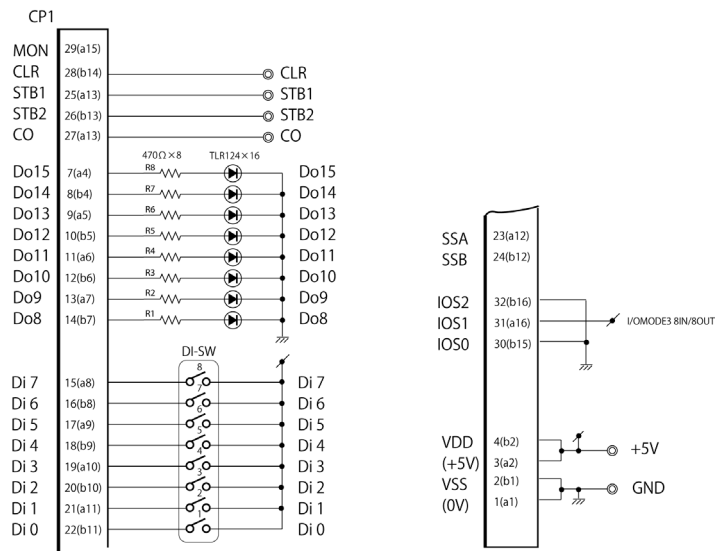 CP1
MON 29(a15)
CLR 28(b14) CLR
STB1 25(a13) STB1
STB2 26(b13) STB2
CO 27(a13) CO
470Ω×8 TLR124×16
Do15 7(a4) R8 Do15
Do14 8(b4) R7 Do14
Do13 9(a5) R6 Do13
Do12 10(b5) R5 Do12
Do11 11(a6) R4 Do11
Do10 12(b6) R3 Do10
Do9 13(a7) R2 Do9
Do8 14(b7) R1 Do8
DI-SW
Di 7 15(a8) 8 Di 7
Di 6 16(b8) 7 Di 6
Di 5 17(a9) 6 Di 5
Di 4 18(b9) 5 Di 4
Di 3 19(a10) 4 Di 3
Di 2 20(b10) 3 Di 2
Di 1 21(a11) 2 Di 1
Di 0 22(b11) 1 Di 0
SSA 23(a12)
SSB 24(b12)
IOS2 32(b16)
IOS1 31(a16) I/OMODE3 8IN/8OUT
IOS0 30(b15)
VDD 4(b2) +5V
(+5V) 3(a2)
VSS 2(b1) GND
(0V) 1(a1)